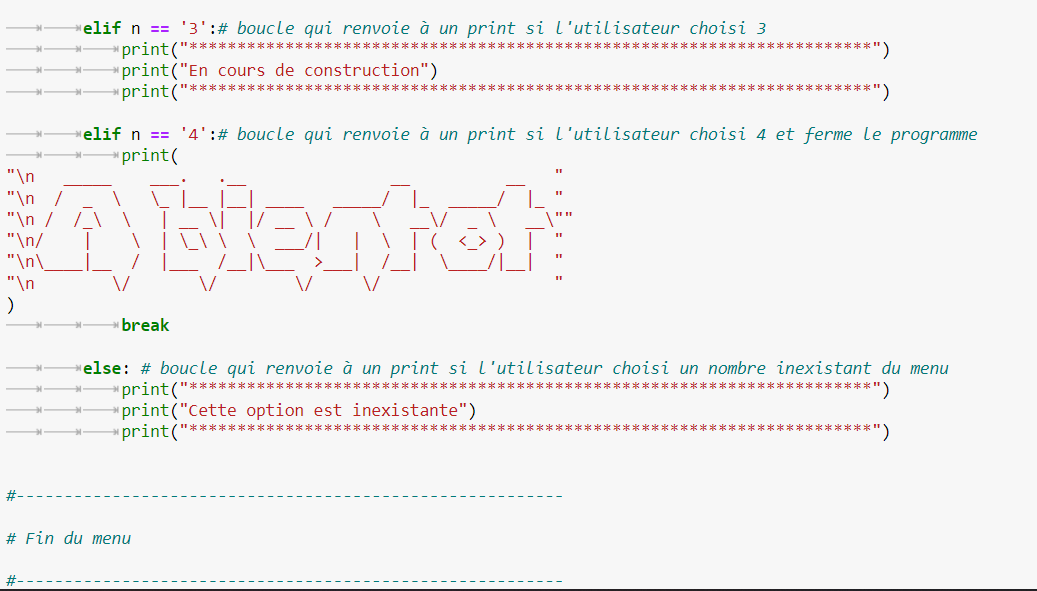 elif n == '3':# boucle qui renvoie à un print si l'utilisateur choisi 3
print("***********************************************************************")
print("En cours de construction")
print("***********************************************************************")
elif n == '4':# boucle qui renvoie à un print si l'utilisateur choisi 4 et ferme le programme
print(
"\n   _____    ___.   .__               __          __   "
"\n  /  _  \   \_ |__ |__| ____   _____/  |_  _____/  |_ "
"\n /  /_\  \   | __ \|  |/ __ \ /    \   __\/  _ \   __\""
"\n/    |    \  | \_\ \  \  ___/|   |  \  | (  <_> )  |  "
"\n\____|__  /  |___  /__|\___  >___|  /__|  \____/|__|  "
"\n        \/       \/        \/     \/                  "
)
break
else: # boucle qui renvoie à un print si l'utilisateur choisi un nombre inexistant du menu
print("***********************************************************************")
print("Cette option est inexistante")
print("***********************************************************************")
#---------------------------------------------------------
# Fin du menu
#---------------------------------------------------------